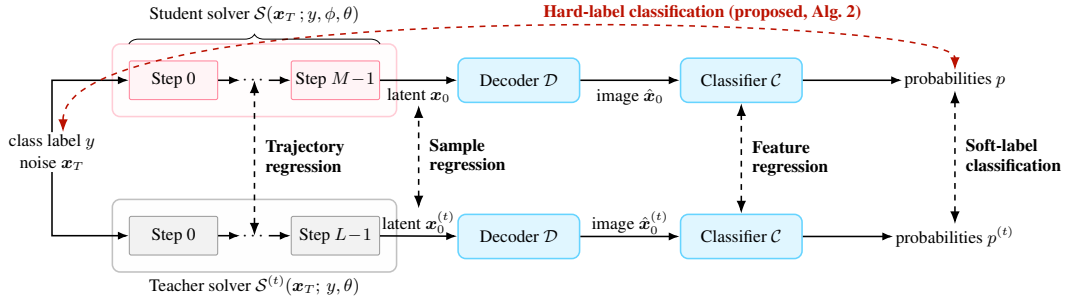 Student solver S(x_T ; y, ϕ, θ)
Hard-label classification (proposed, Alg. 2)
Step 0
···
Step M−1
latent x_0
Decoder D
image x̂_0
Classifier C
probabilities p
class label y
noise x_T
Trajectory
regression
Sample
regression
Feature
regression
Soft-label
classification
Step 0
···
Step L−1
latent x_0^(t)
Decoder D
image x̂_0^(t)
Classifier C
probabilities p^(t)
Teacher solver S^(t)(x_T; y, θ)